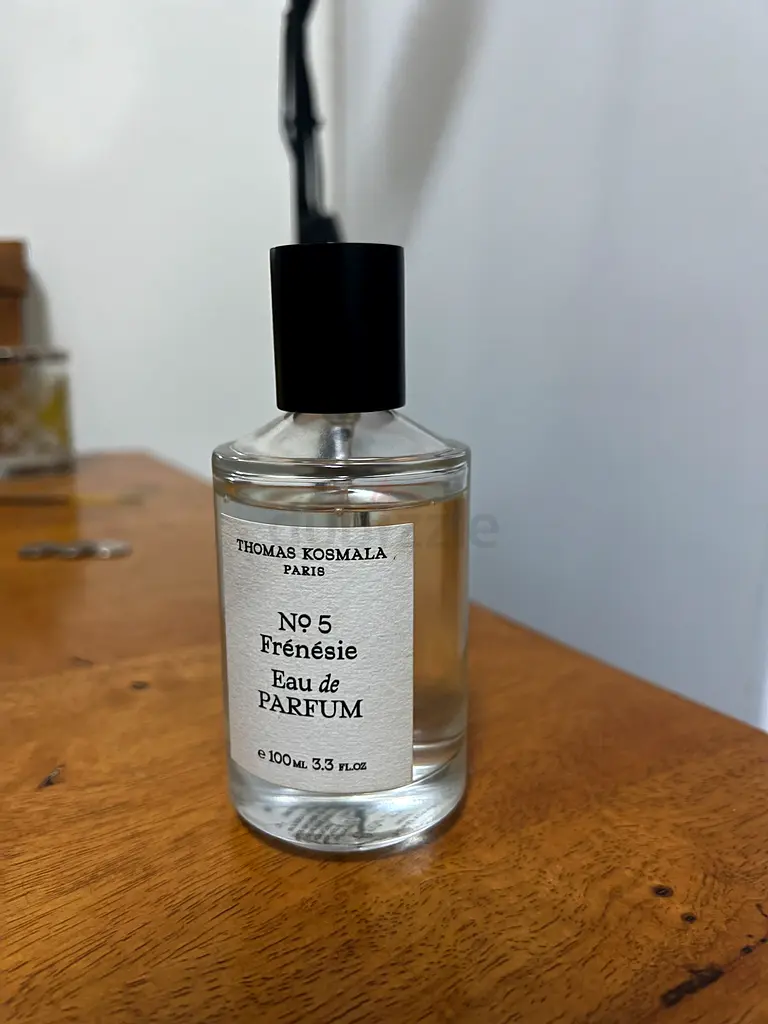 THOMAS KOSMALA
PARIS
Nº 5
Frénésie
Eau de
PARFUM
℮ 100 ML 3.3 FL.OZ